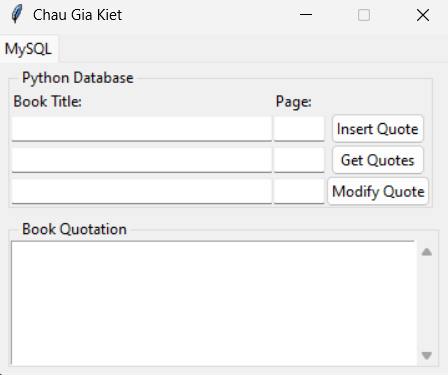 Chau Gia Kiet
MySQL
Python Database
Book Title: Page:
Insert Quote
Get Quotes
Modify Quote
Book Quotation